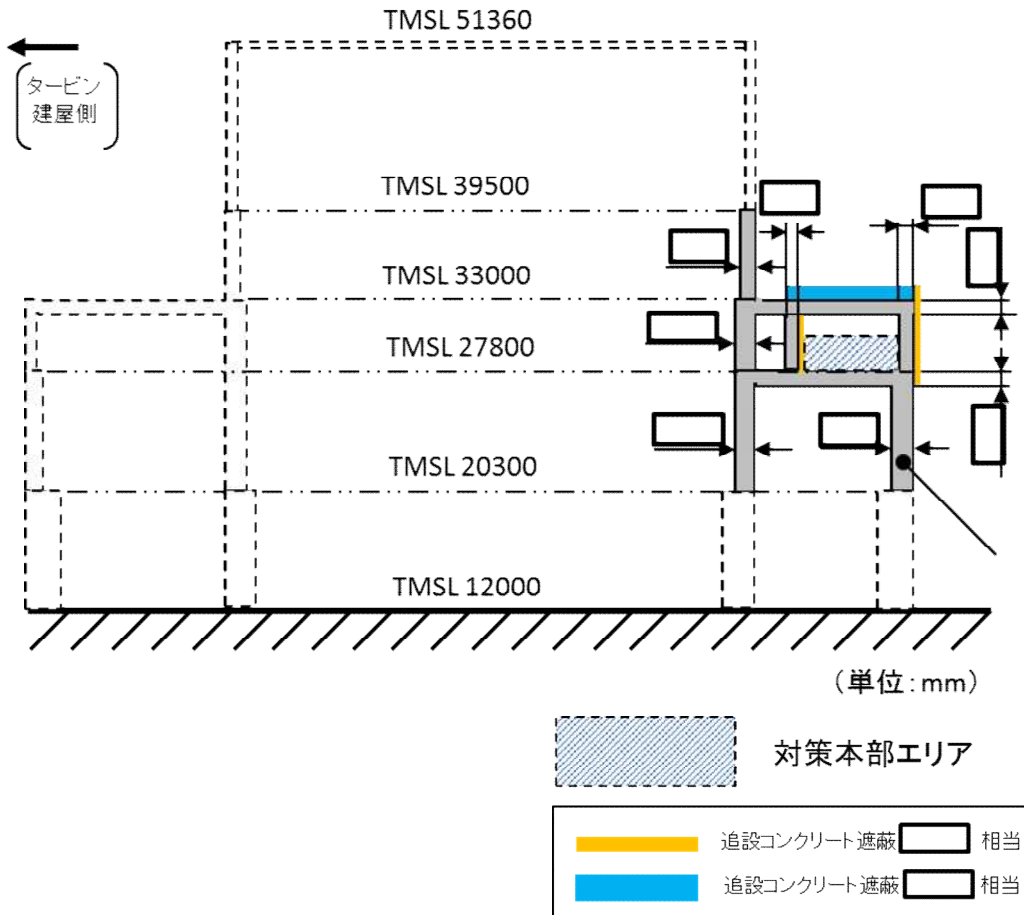 TMSL 51360
タービン
建屋側
TMSL 39500
TMSL 33000
TMSL 27800
TMSL 20300
TMSL 12000
（単位：mm）
対策本部エリア
追設コンクリート遮蔽 相当
追設コンクリート遮蔽 相当